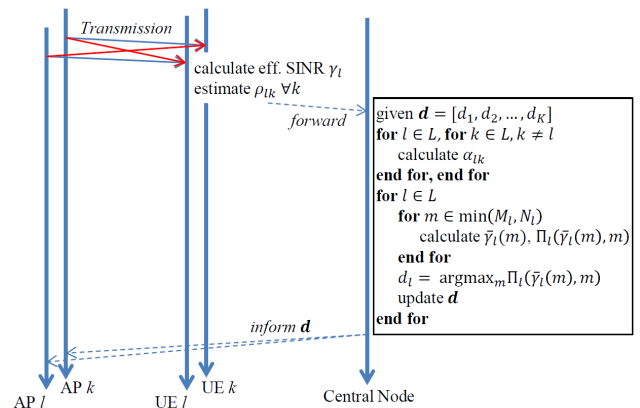 Transmission
calculate eff. SINR γ_l
estimate ρ_lk ∀k
forward
given d = [d_1, d_2, ..., d_K]
for l ∈ L, for k ∈ L, k ≠ l
calculate α_lk
end for, end for
for l ∈ L
for m ∈ min(M_l, N_l)
calculate γ̄_l(m), Π_l(γ̄_l(m), m)
end for
d_l = argmax_m Π_l(γ̄_l(m), m)
update d
end for
inform d
AP k
UE k
AP l
UE l
Central Node